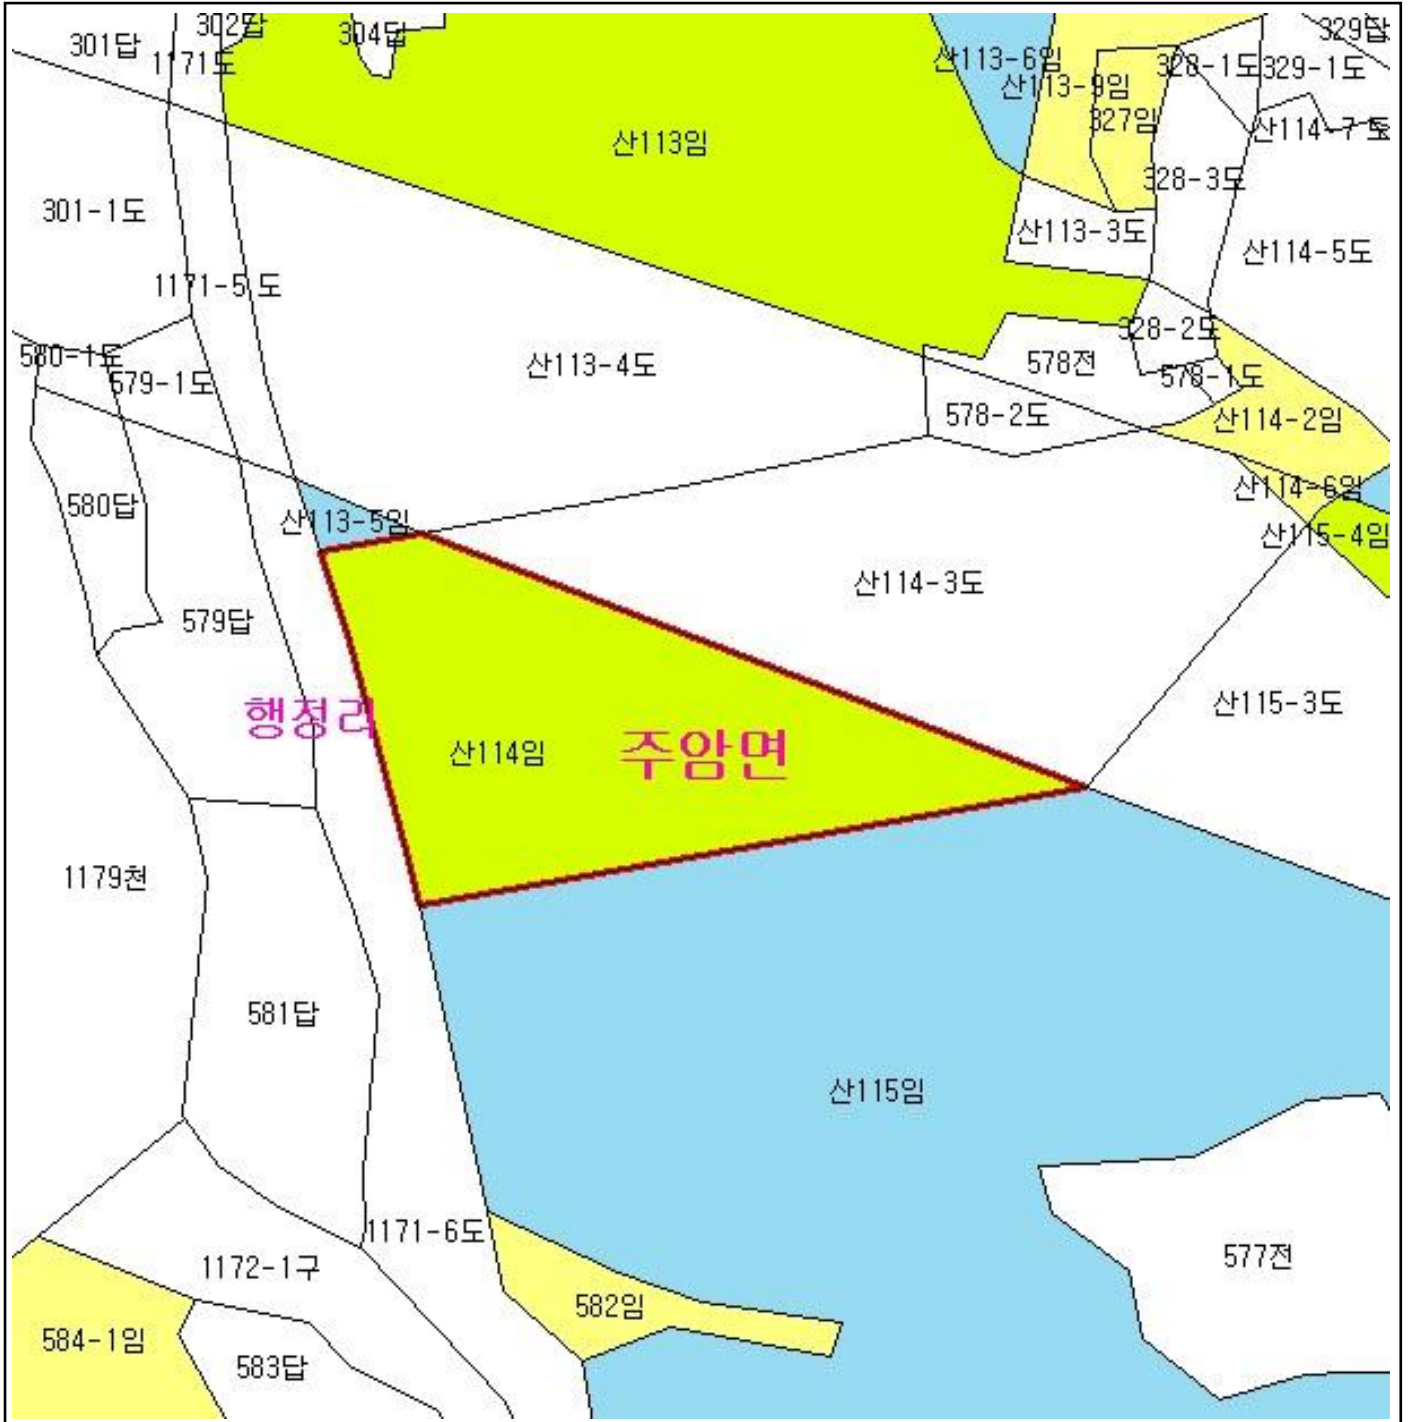 302답
304답
329답
301답
1171도
산113-6임
328-1도
329-1도
산113-9임
327임
산113임
산114-7도
328-3도
301-1도
산113-3도
산114-5도
1171-5도
328-2도
580-1도
산113-4도
578전
579-1도
578-1도
578-2도
산114-2임
산114-6임
580답
산113-5임
산115-4임
산114-3도
579답
산115-3도
행정리
산114임
주암면
1179천
581답
산115임
1171-6도
577전
1172-1구
582임
584-1임
583답